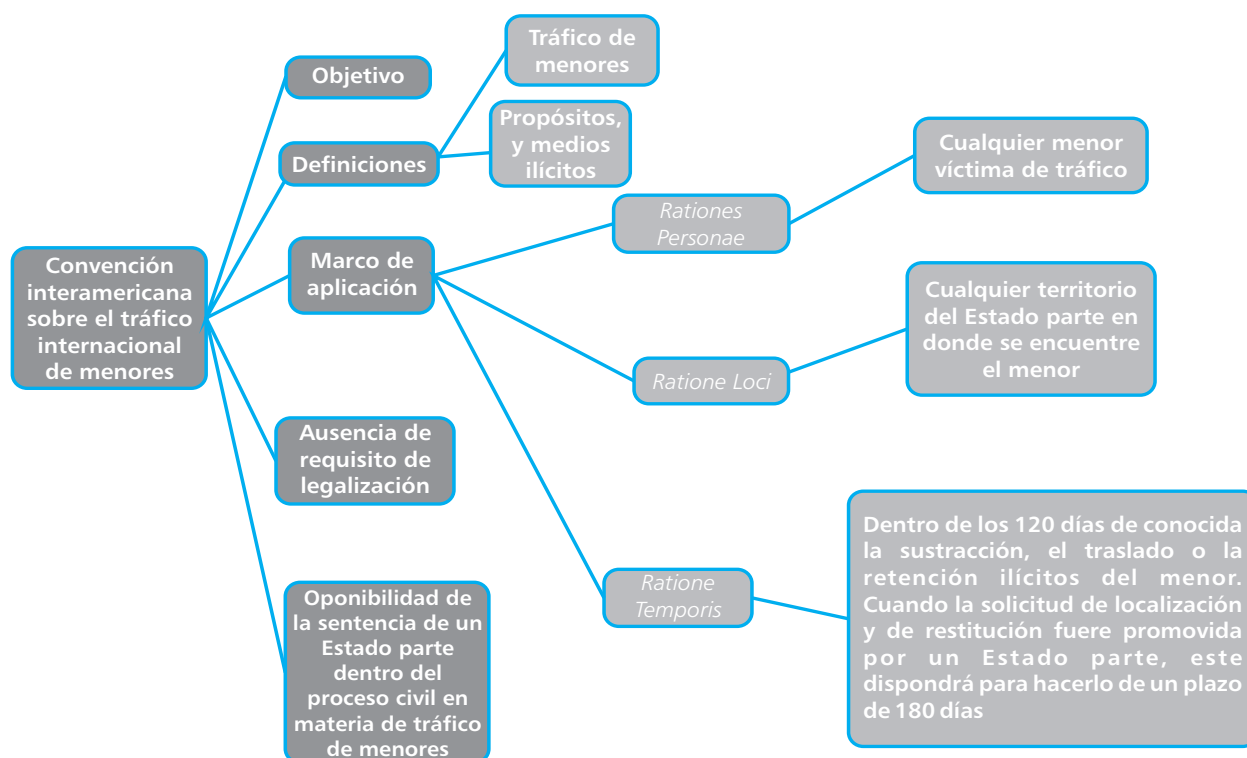 Convención
interamericana
sobre el tráfico
internacional
de menores
Objetivo
Definiciones
Tráfico de
menores
Propósitos,
y medios
ilícitos
Marco de
aplicación
Rationes
Personae
Cualquier menor
víctima de tráfico
Ratione Loci
Cualquier territorio
del Estado parte en
donde se encuentre
el menor
Ratione
Temporis
Dentro de los 120 días de conocida
la sustracción, el traslado o la
retención ilícitos del menor.
Cuando la solicitud de localización
y de restitución fuere promovida
por un Estado parte, este
dispondrá para hacerlo de un plazo
de 180 días
Ausencia de
requisito de
legalización
Oponibilidad de
la sentencia de un
Estado parte
dentro del
proceso civil en
materia de tráfico
de menores